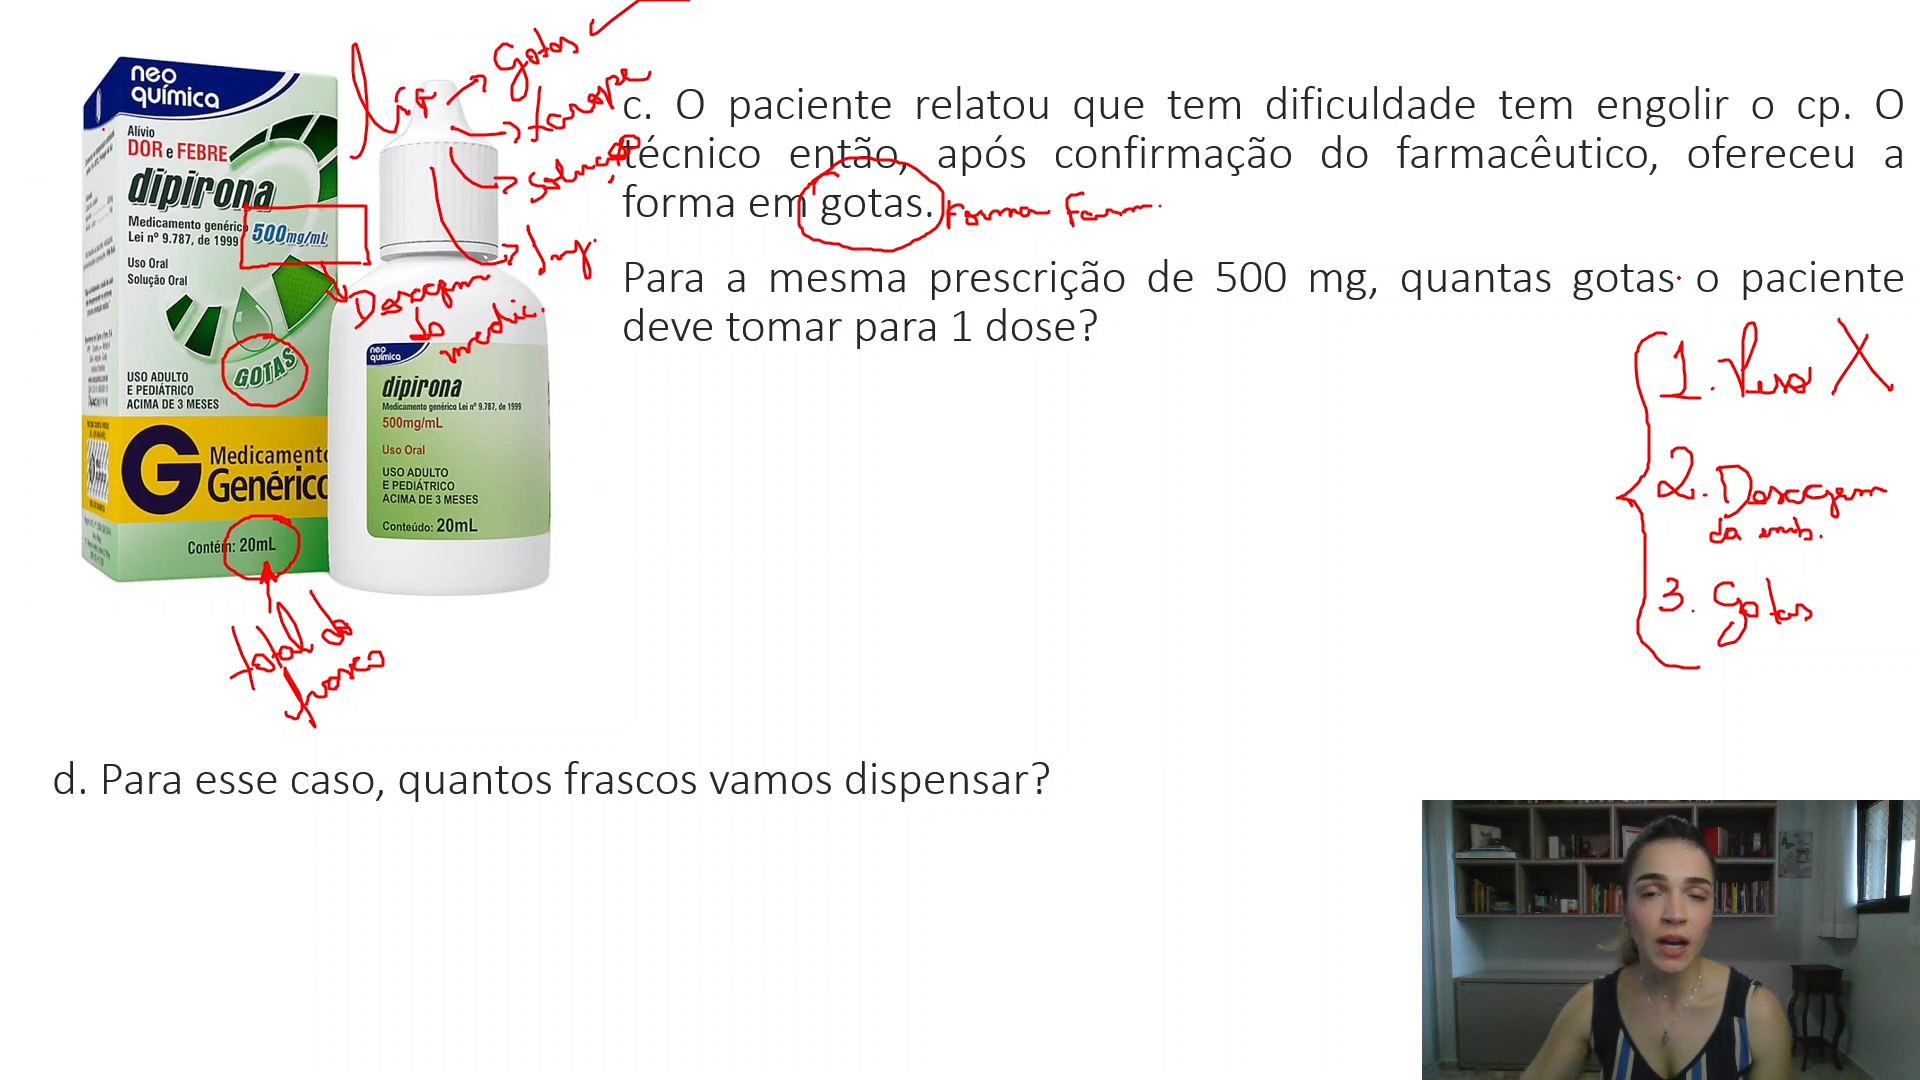 neo
química
Alívio
DOR e FEBRE
dipirona
Medicamento genérico
Lei nº 9.787, de 1999
500mg/mL
Uso Oral
Solução Oral
GOTAS
USO ADULTO
E PEDIÁTRICO
ACIMA DE 3 MESES
G Medicamento
Genérico
Contém: 20mL
total do
frasco
Gotas
xarope
solução
Inj.
Dosagem
do
medic.
neo
química
dipirona
Medicamento genérico Lei nº 9.787, de 1999
500mg/mL
Uso Oral
USO ADULTO
E PEDIÁTRICO
ACIMA DE 3 MESES
Conteúdo: 20mL
c. O paciente relatou que tem dificuldade tem engolir o cp. O
técnico então, após confirmação do farmacêutico, ofereceu a
forma em gotas. Forma Farm.
Para a mesma prescrição de 500 mg, quantas gotas o paciente
deve tomar para 1 dose?
1. Peso X
2. Dosagem
da emb.
3. Gotas
d. Para esse caso, quantos frascos vamos dispensar?